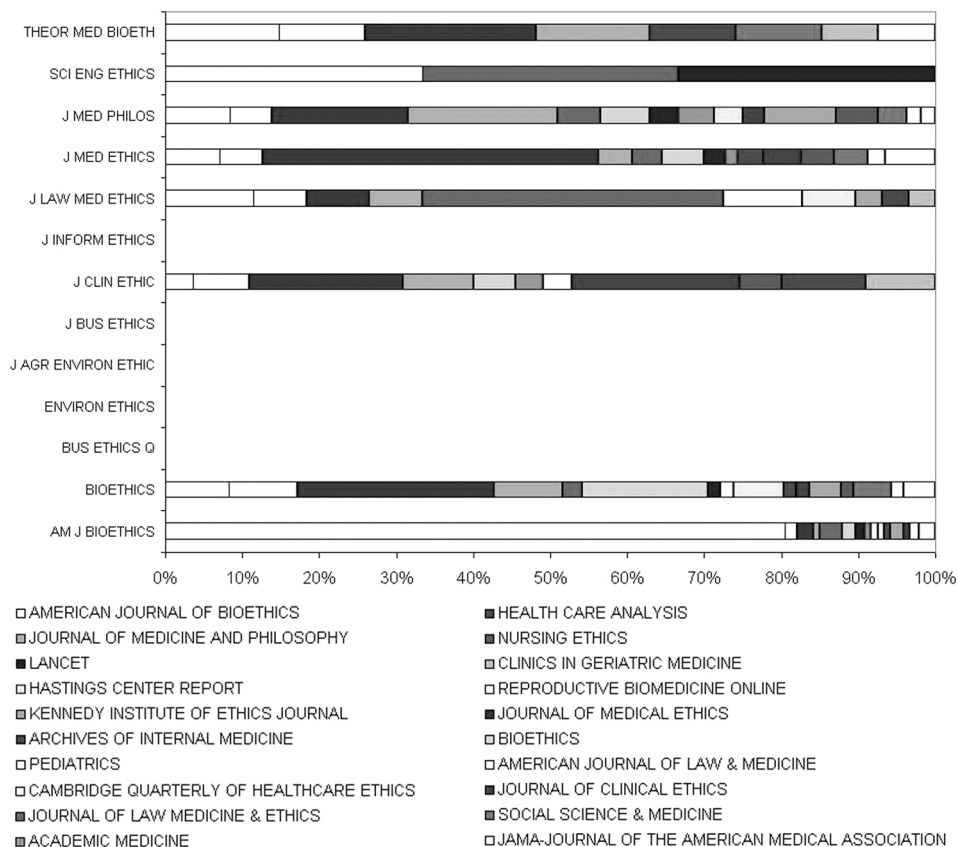 THEOR MED BIOETH
SCI ENG ETHICS
J MED PHILOS
J MED ETHICS
J LAW MED ETHICS
J INFORM ETHICS
J CLIN ETHIC
J BUS ETHICS
J AGR ENVIRON ETHIC
ENVIRON ETHICS
BUS ETHICS Q
BIOETHICS
AM J BIOETHICS
0% 10% 20% 30% 40% 50% 60% 70% 80% 90% 100%
AMERICAN JOURNAL OF BIOETHICS
JOURNAL OF MEDICINE AND PHILOSOPHY
LANCET
HASTINGS CENTER REPORT
KENNEDY INSTITUTE OF ETHICS JOURNAL
ARCHIVES OF INTERNAL MEDICINE
PEDIATRICS
CAMBRIDGE QUARTERLY OF HEALTHCARE ETHICS
JOURNAL OF LAW MEDICINE & ETHICS
ACADEMIC MEDICINE
HEALTH CARE ANALYSIS
NURSING ETHICS
CLINICS IN GERIATRIC MEDICINE
REPRODUCTIVE BIOMEDICINE ONLINE
JOURNAL OF MEDICAL ETHICS
BIOETHICS
AMERICAN JOURNAL OF LAW & MEDICINE
JOURNAL OF CLINICAL ETHICS
SOCIAL SCIENCE & MEDICINE
JAMA-JOURNAL OF THE AMERICAN MEDICAL ASSOCIATION